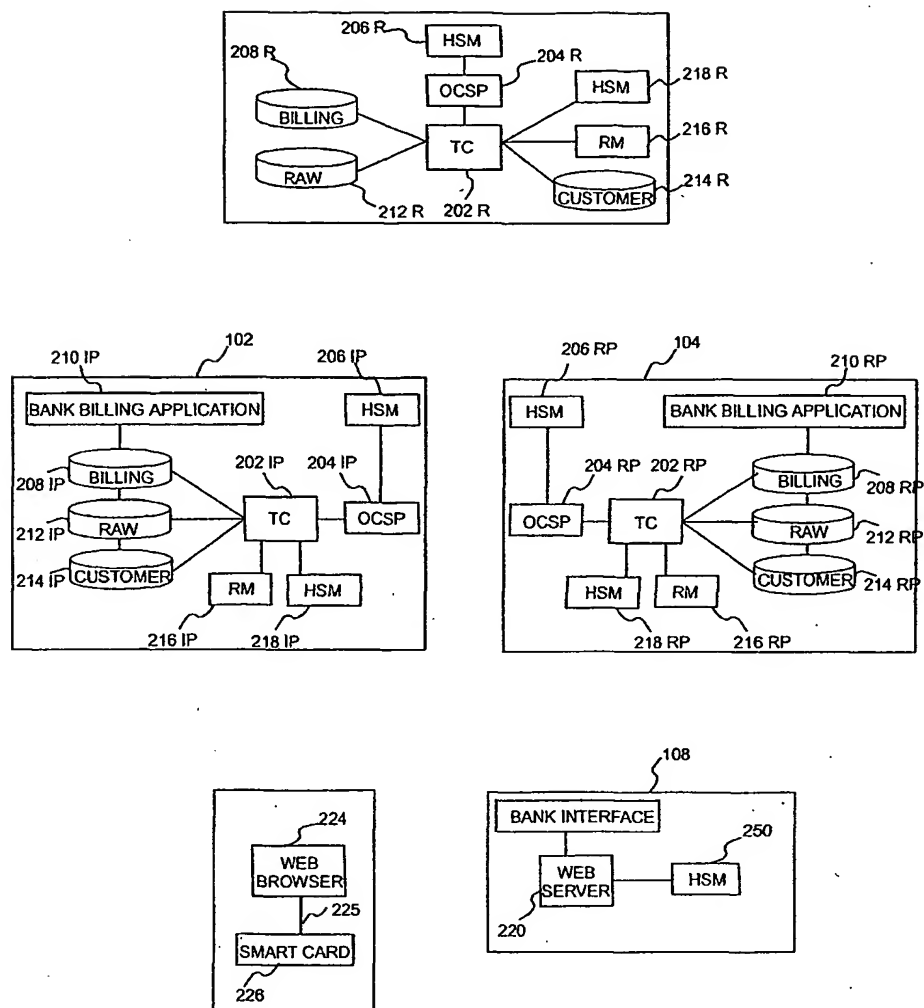 206 R
HSM
208 R
204 R
OCSP
HSM
218 R
BILLING
TC
RM
216 R
RAW
CUSTOMER
214 R
212 R
202 R
210 IP
102
206 IP
BANK BILLING APPLICATION
HSM
202 IP
204 IP
BILLING
208 IP
TC
OCSP
212 IP
RAW
214 IP
CUSTOMER
RM
HSM
216 IP
218 IP
206 RP
104
210 RP
HSM
BANK BILLING APPLICATION
204 RP
202 RP
BILLING
208 RP
OCSP
TC
RAW
212 RP
HSM
RM
CUSTOMER
214 RP
218 RP
216 RP
224
WEB
BROWSER
225
SMART CARD
226
108
BANK INTERFACE
250
WEB
SERVER
HSM
220